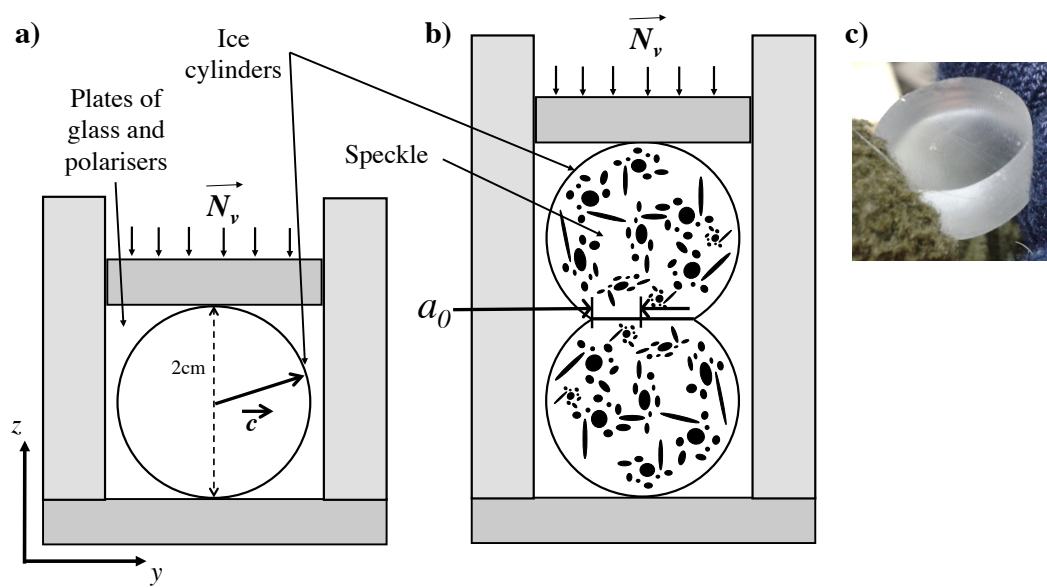 a)
Ice
cylinders
Plates of
glass and
polarisers
N_v
2cm
c
z
y
b)
N_v
Speckle
a_0
c)